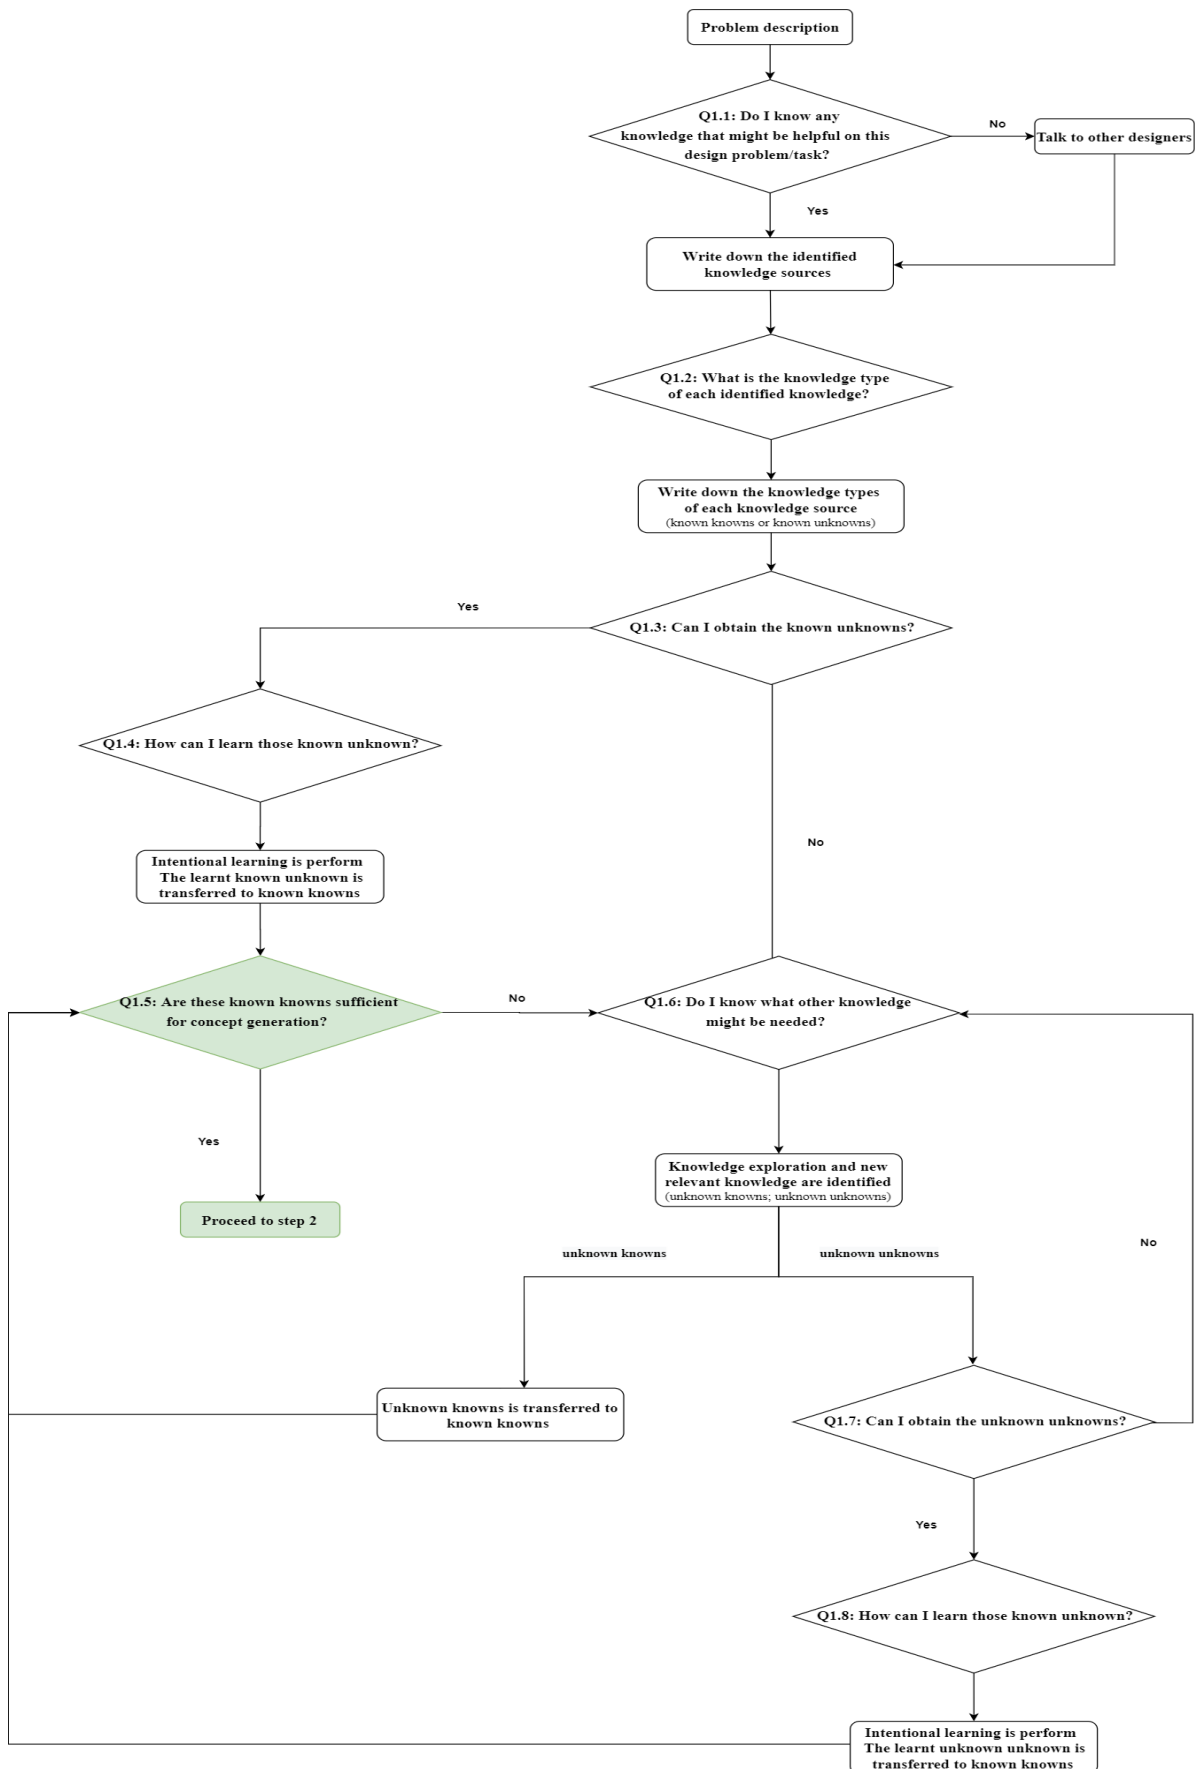 Problem description
Q1.1: Do I know any
knowledge that might be helpful on this
design problem/task?
No
Talk to other designers
Yes
Write down the identified
knowledge sources
Q1.2: What is the knowledge type
of each identified knowledge?
Write down the knowledge types
of each knowledge source
(known knowns or known unknowns)
Yes
Q1.3: Can I obtain the known unknowns?
Q1.4: How can I learn those known unknown?
No
Intentional learning is perform
The learnt known unknown is
transferred to known knowns
Q1.5: Are these known knowns sufficient
for concept generation?
No
Q1.6: Do I know what other knowledge
might be needed?
Yes
Proceed to step 2
Knowledge exploration and new
relevant knowledge are identified
(unknown knowns; unknown unknowns)
unknown knowns
unknown unknowns
No
Unknown knowns is transferred to
known knowns
Q1.7: Can I obtain the unknown unknowns?
Yes
Q1.8: How can I learn those known unknown?
Intentional learning is perform
The learnt unknown unknown is
transferred to known knowns